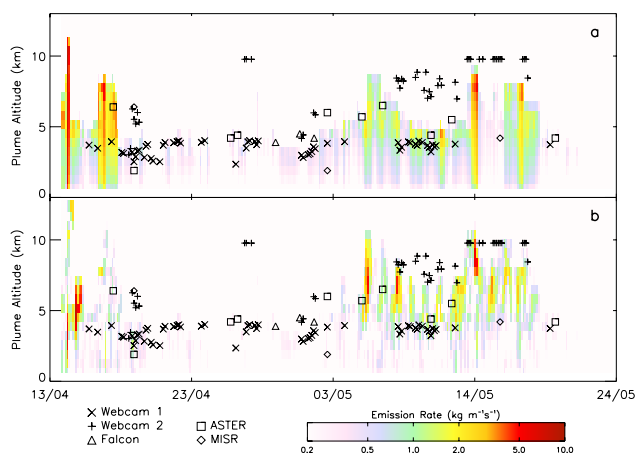 a
10
5
0
Plume Altitude (km)
b
10
5
0
Plume Altitude (km)
13/04 23/04 03/05 14/05 24/05
Webcam 1
Webcam 2
Falcon
ASTER
MISR
Emission Rate (kg m⁻¹s⁻¹)
0.2 0.5 1.0 2.0 5.0 10.0